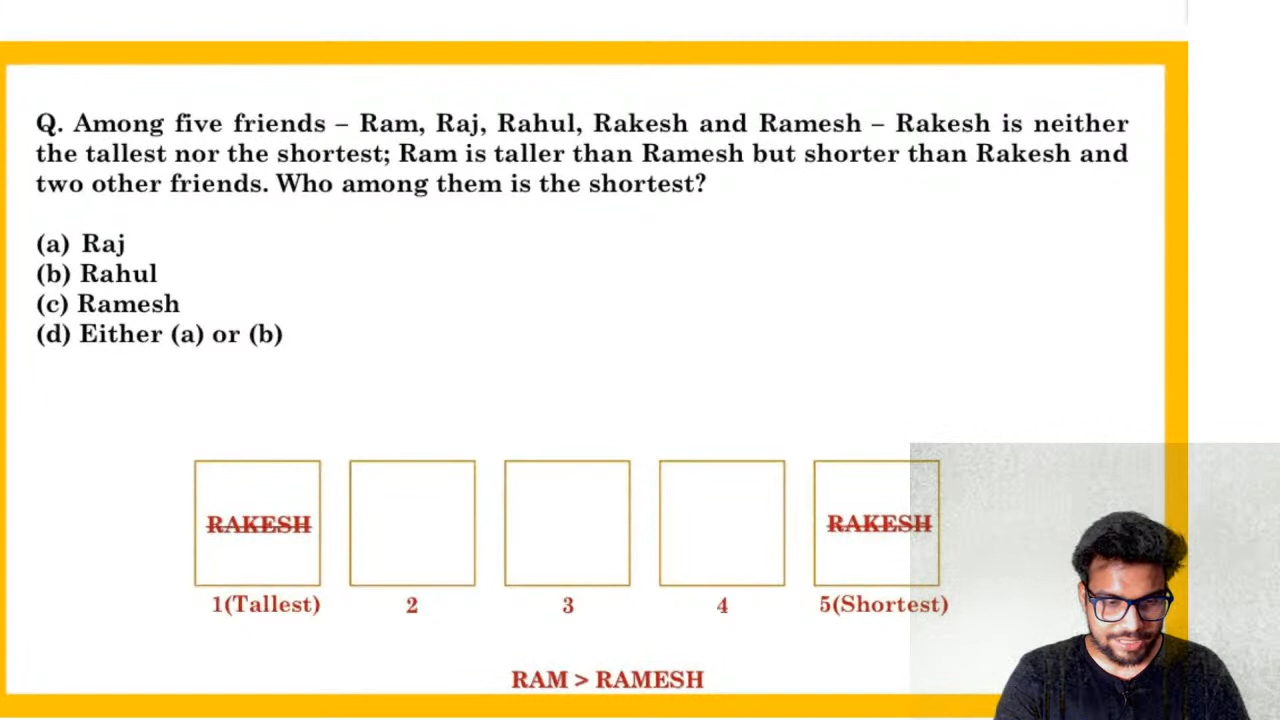 Q. Among five friends – Ram, Raj, Rahul, Rakesh and Ramesh – Rakesh is neither
the tallest nor the shortest; Ram is taller than Ramesh but shorter than Rakesh and
two other friends. Who among them is the shortest?
(a) Raj
(b) Rahul
(c) Ramesh
(d) Either (a) or (b)
RAKESH RAKESH
1(Tallest) 2 3 4 5(Shortest)
RAM > RAMESH